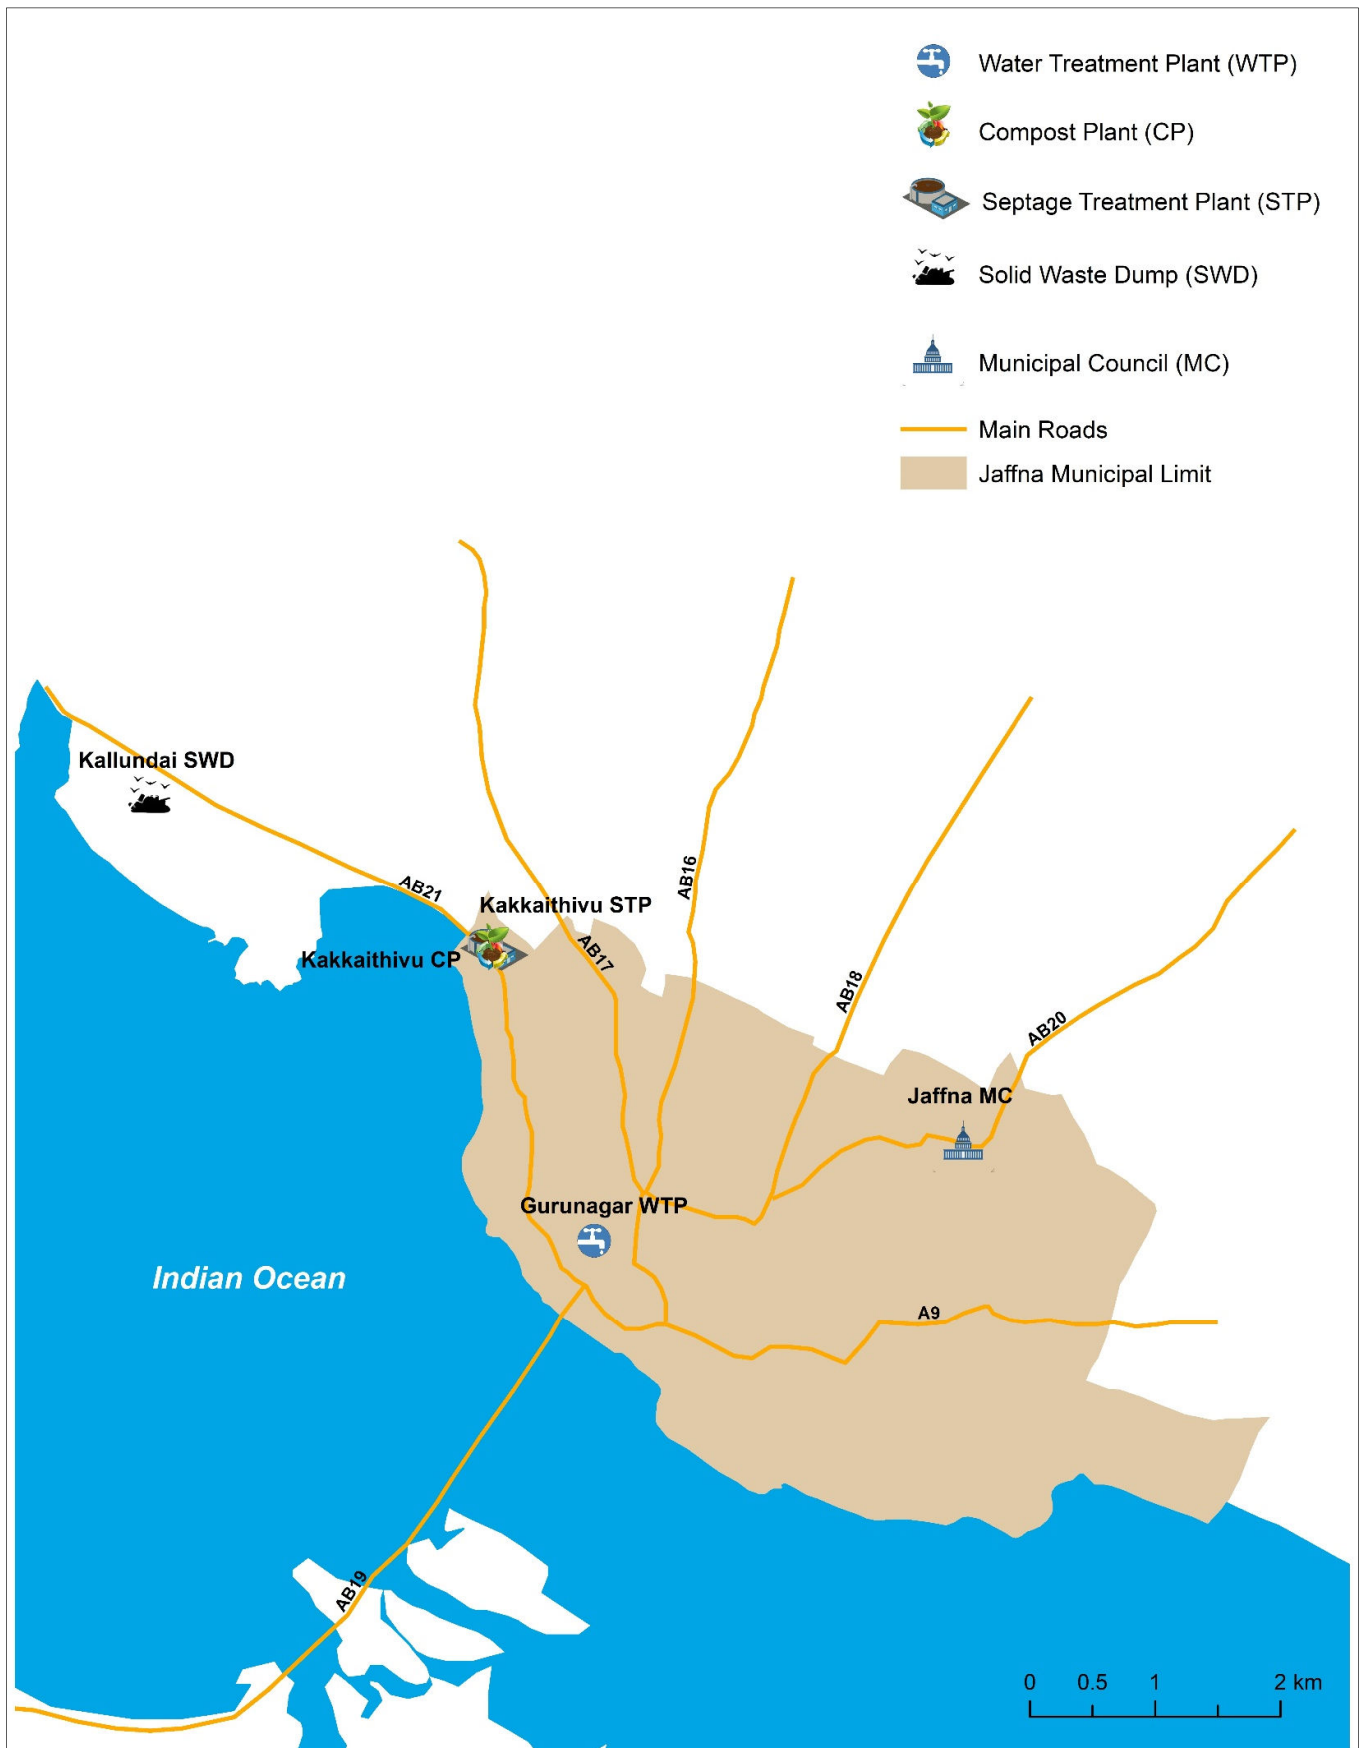 Water Treatment Plant (WTP)
Compost Plant (CP)
Septage Treatment Plant (STP)
Solid Waste Dump (SWD)
Municipal Council (MC)
Main Roads
Jaffna Municipal Limit
Kallundai SWD
AB21
Kakkaithivu STP
AB16
Kakkaithivu CP
AB17
AB18
AB20
Jaffna MC
Gurunagar WTP
Indian Ocean
A9
AB19
0 0.5 1 2 km